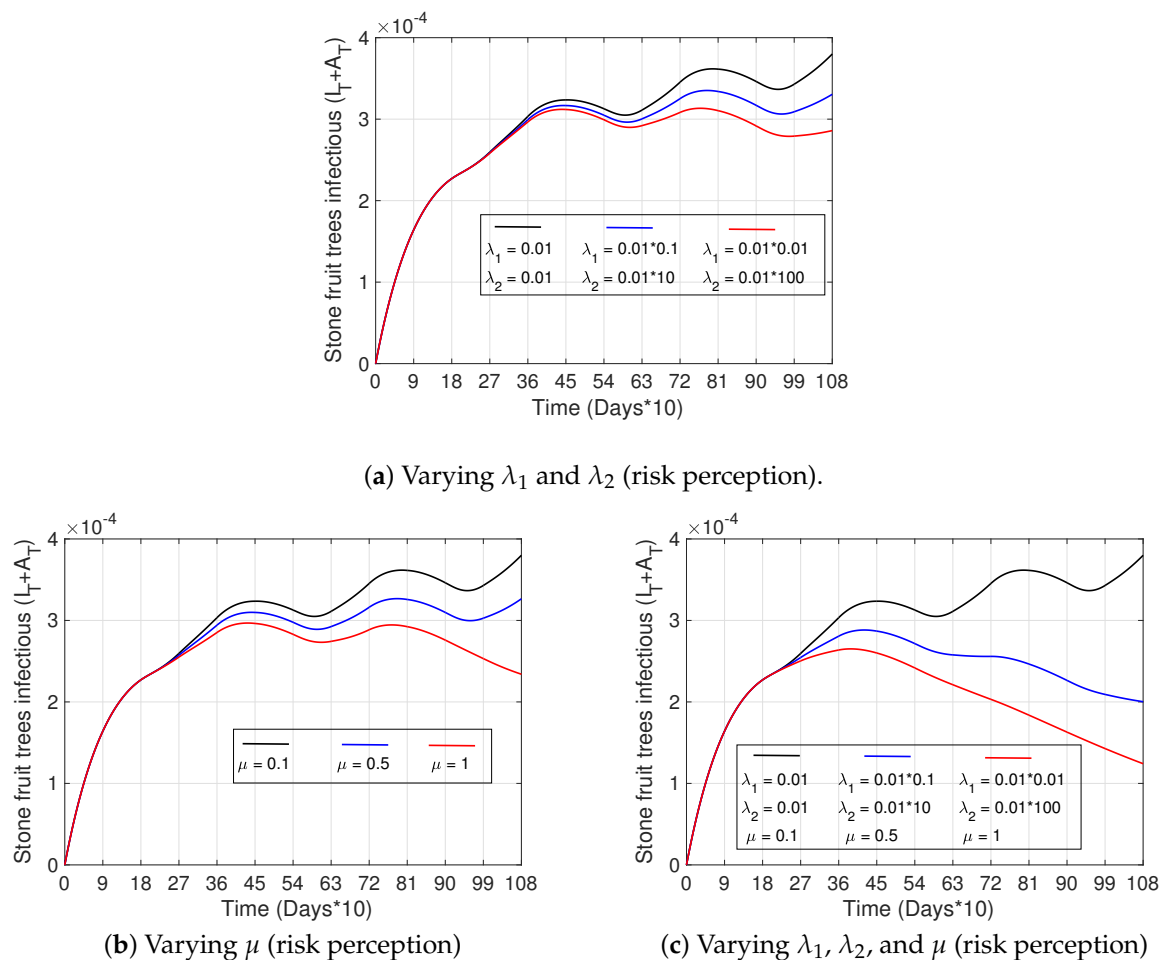 ×10⁻⁴
4
3
2
1
0
Stone fruit trees infectious (I_T+A_T)
λ₁ = 0.01 λ₁ = 0.01*0.1 λ₁ = 0.01*0.01
λ₂ = 0.01 λ₂ = 0.01*10 λ₂ = 0.01*100
0 9 18 27 36 45 54 63 72 81 90 99 108
Time (Days*10)
(a) Varying λ₁ and λ₂ (risk perception).
×10⁻⁴
4
3
2
1
0
Stone fruit trees infectious (I_T+A_T)
μ = 0.1 μ = 0.5 μ = 1
0 9 18 27 36 45 54 63 72 81 90 99 108
Time (Days*10)
(b) Varying μ (risk perception)
×10⁻⁴
4
3
2
1
0
Stone fruit trees infectious (I_T+A_T)
λ₁ = 0.01 λ₁ = 0.01*0.1 λ₁ = 0.01*0.01
λ₂ = 0.01 λ₂ = 0.01*10 λ₂ = 0.01*100
μ = 0.1 μ = 0.5 μ = 1
0 9 18 27 36 45 54 63 72 81 90 99 108
Time (Days*10)
(c) Varying λ₁, λ₂, and μ (risk perception)